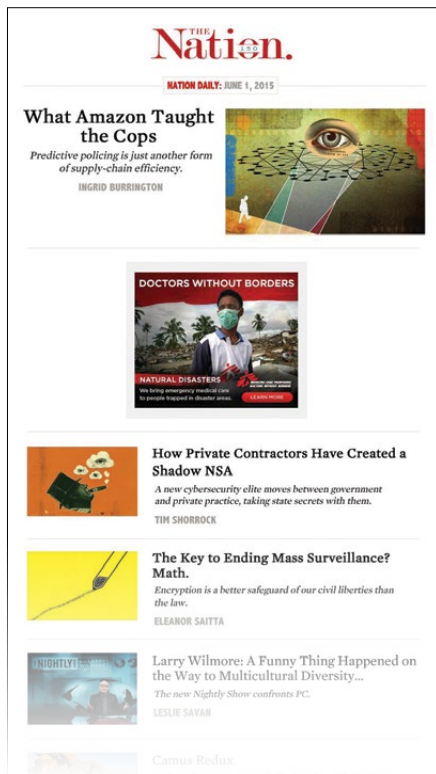 THE
Nation.
150
NATION DAILY: JUNE 1, 2015
What Amazon Taught
the Cops
Predictive policing is just another form
of supply-chain efficiency.
INGRID BURRINGTON
DOCTORS WITHOUT BORDERS
NATURAL DISASTERS
We bring emergency medical care
to people trapped in disaster areas.
LEARN MORE
How Private Contractors Have Created a
Shadow NSA
A new cybersecurity elite moves between government
and private practice, taking state secrets with them.
TIM SHORROCK
The Key to Ending Mass Surveillance?
Math.
Encryption is a better safeguard of our civil liberties than
the law.
ELEANOR SAITTA
NIGHTLY
Larry Wilmore: A Funny Thing Happened on
the Way to Multicultural Diversity…
The new Nightly Show confronts PC.
LESLIE SAVAN
Camus Redux